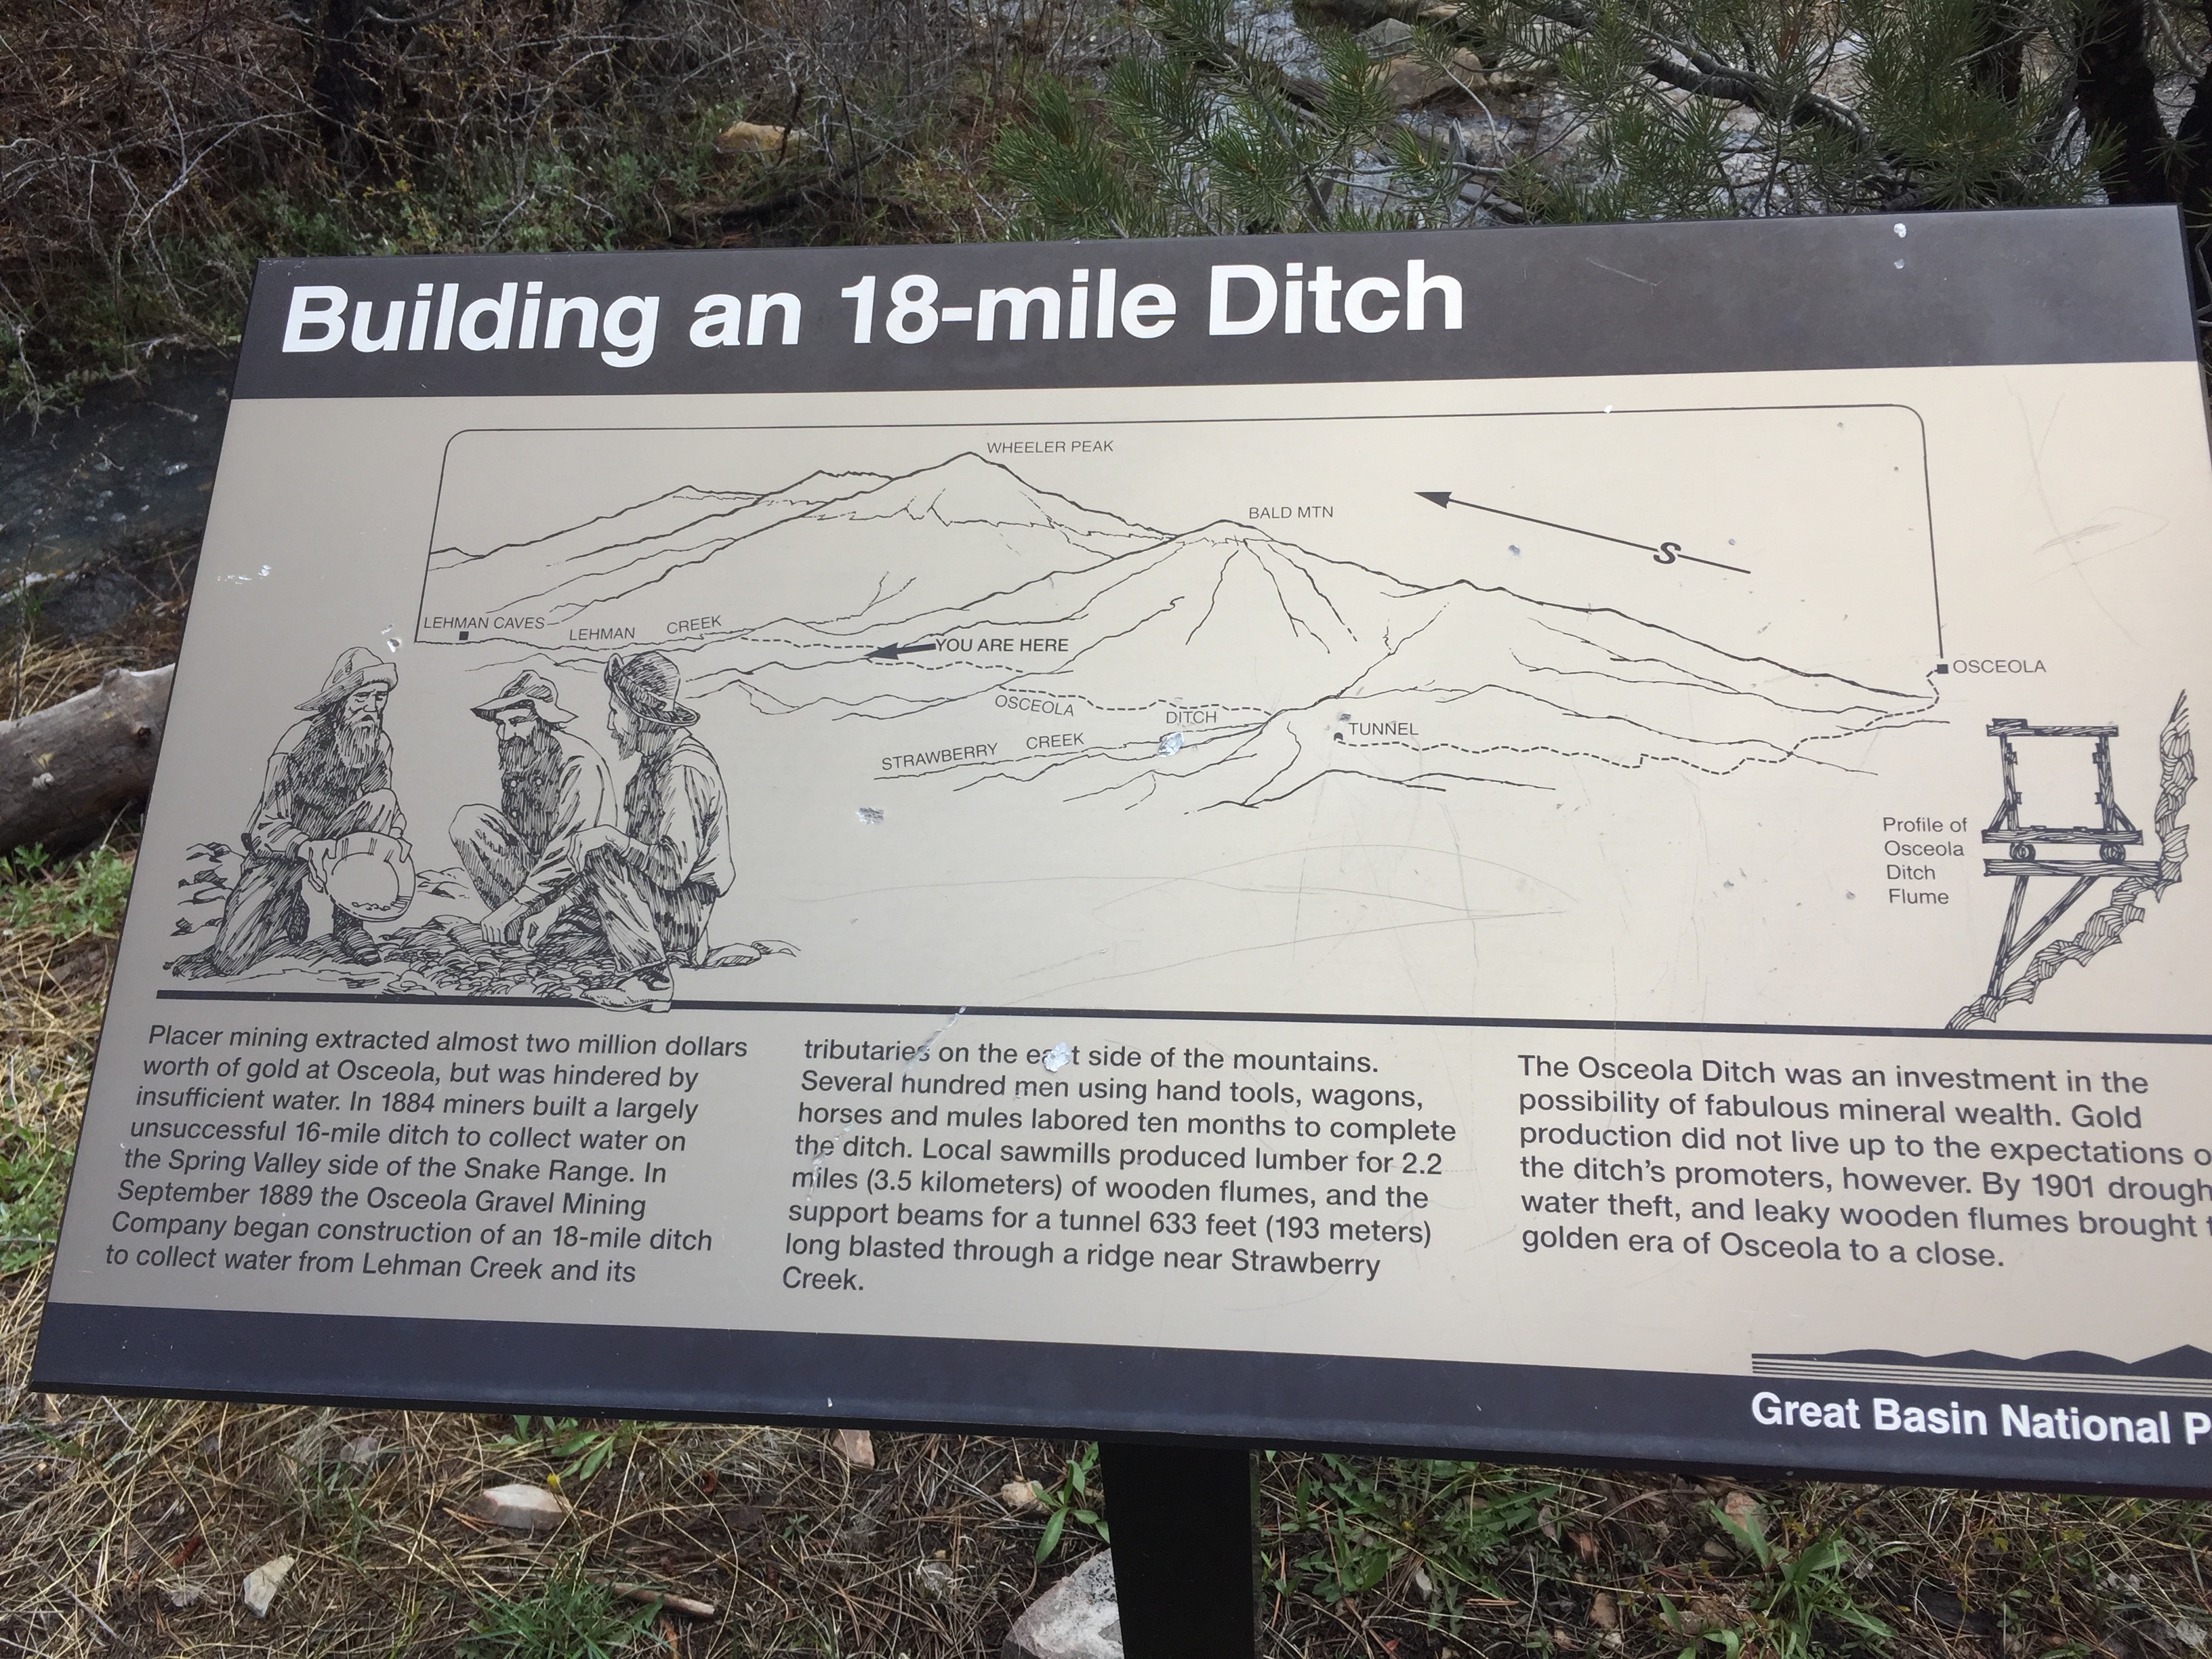 Building an 18-mile Ditch
WHEELER PEAK
BALD MTN
S
LEHMAN CAVES
LEHMAN CREEK
YOU ARE HERE
OSCEOLA
OSCEOLA DITCH
TUNNEL
STRAWBERRY CREEK
Profile of
Osceola
Ditch
Flume
Placer mining extracted almost two million dollars
worth of gold at Osceola, but was hindered by
insufficient water. In 1884 miners built a largely
unsuccessful 16-mile ditch to collect water on
the Spring Valley side of the Snake Range. In
September 1889 the Osceola Gravel Mining
Company began construction of an 18-mile ditch
to collect water from Lehman Creek and its
tributaries on the east side of the mountains.
Several hundred men using hand tools, wagons,
horses and mules labored ten months to complete
the ditch. Local sawmills produced lumber for 2.2
miles (3.5 kilometers) of wooden flumes, and the
support beams for a tunnel 633 feet (193 meters)
long blasted through a ridge near Strawberry
Creek.
The Osceola Ditch was an investment in the
possibility of fabulous mineral wealth. Gold
production did not live up to the expectations
the ditch's promoters, however. By 1901
water theft, and leaky wooden flumes brought
golden era of Osceola to a close.
Great Basin National